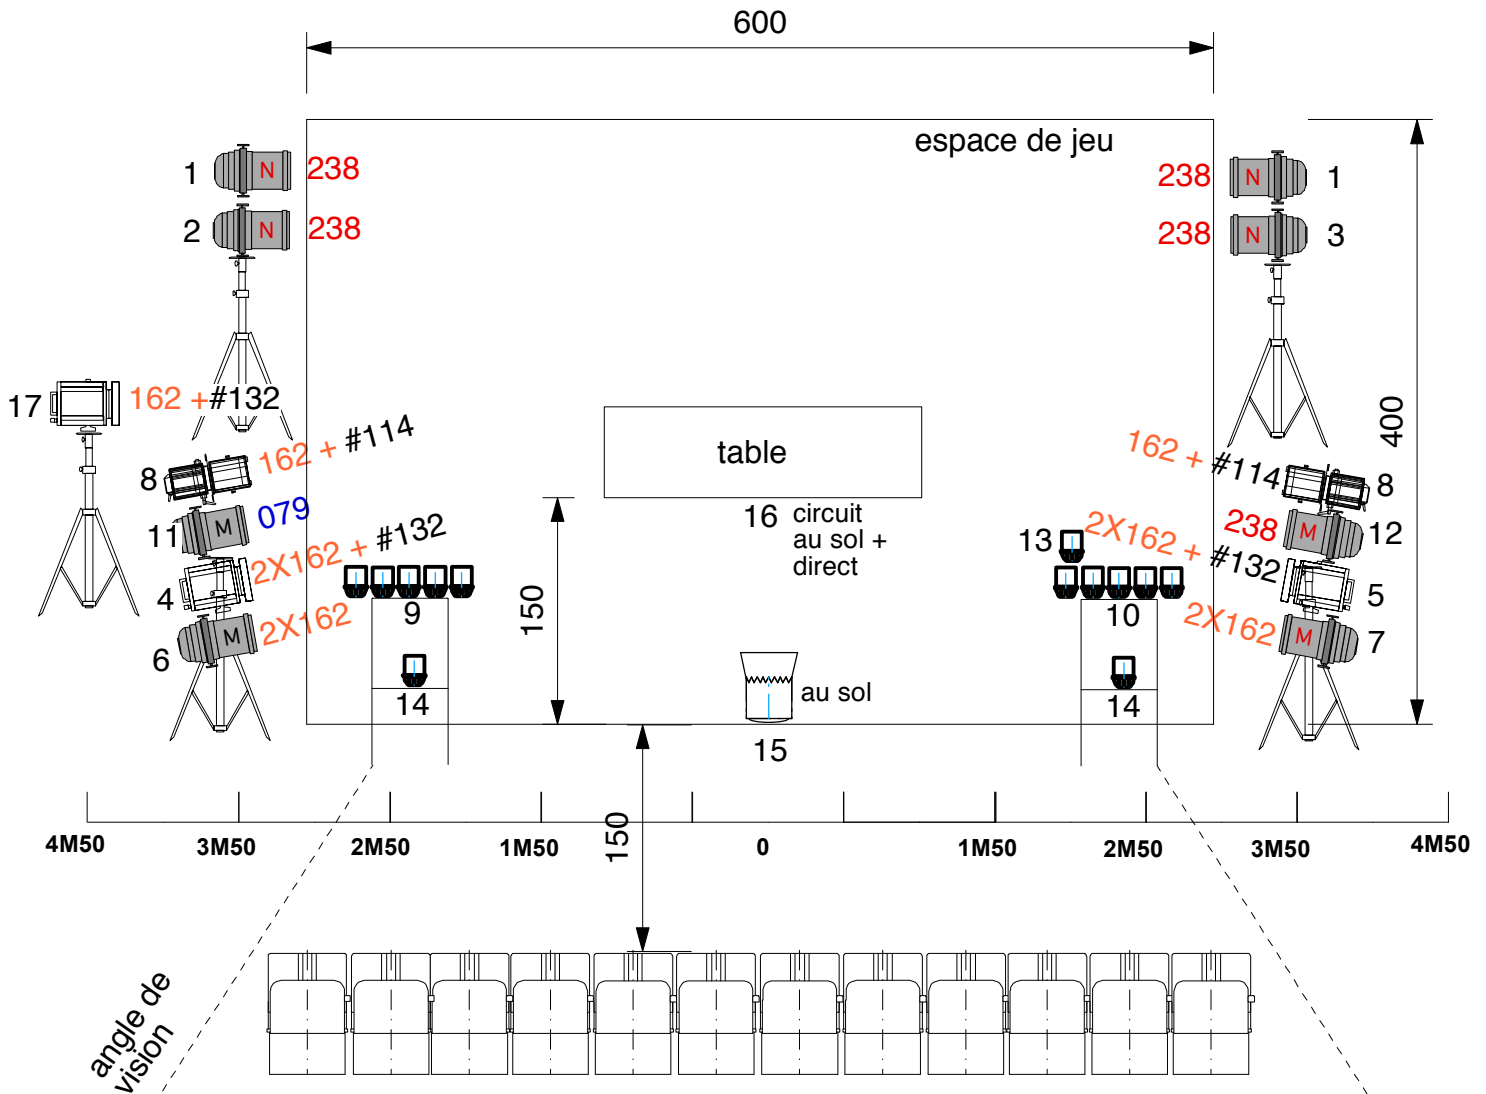 600
espace de jeu
1 N 238
238 N 1
2 N 238
238 N 3
17 162 +#132
400
8 162 + #114
162 + #114 8
table
11 M 079
238 M 12
16 circuit
au sol +
direct
13
4 2X162 + #132
2X162 + #132 5
9
10
150
6 M 2X162
2X162 M 7
14
au sol
14
15
150
4M50 3M50 2M50 1M50 0 1M50 2M50 3M50 4M50
angle de
vision